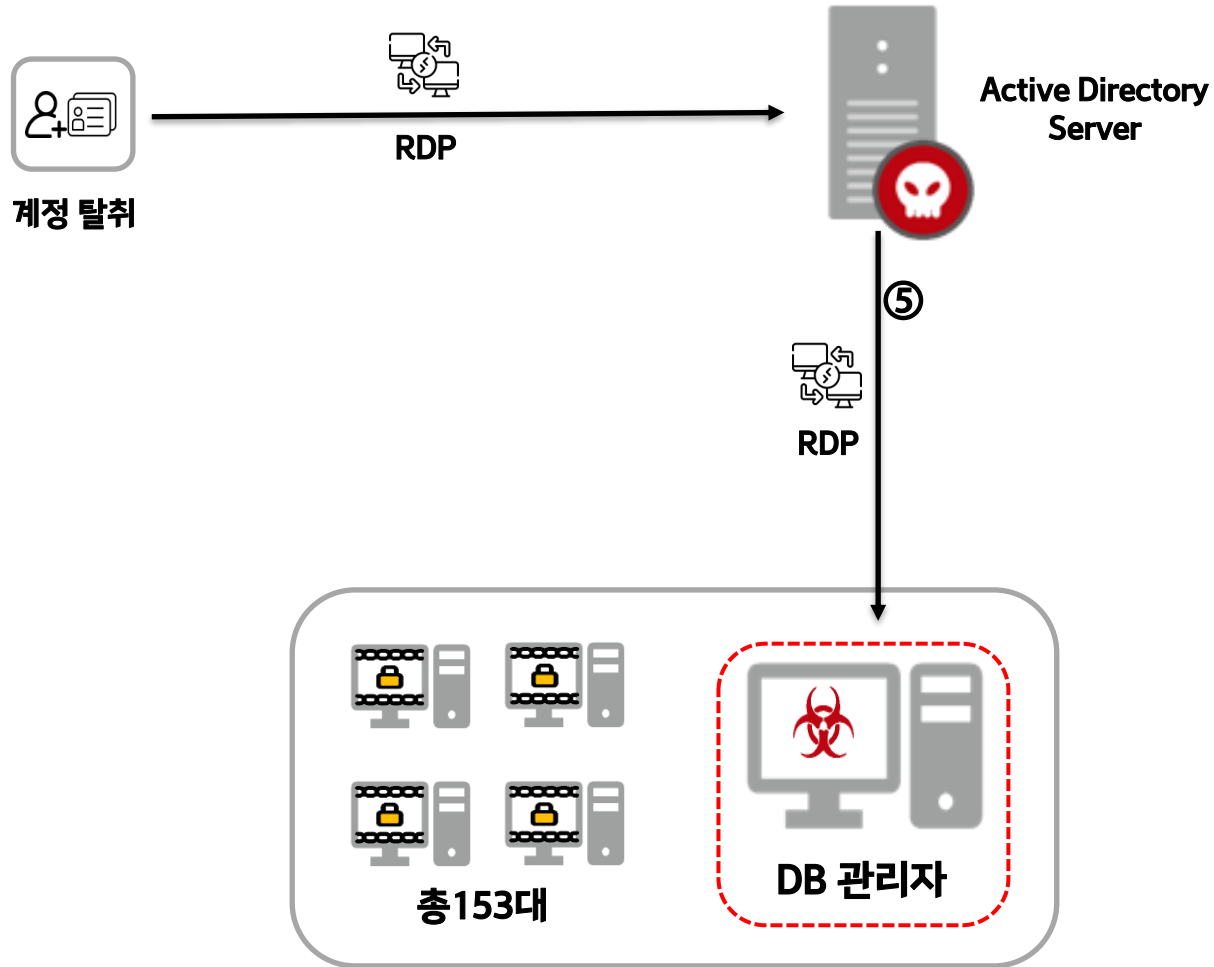 RDP
Active Directory
Server
계정 탈취
⑤
RDP
총153대
DB 관리자